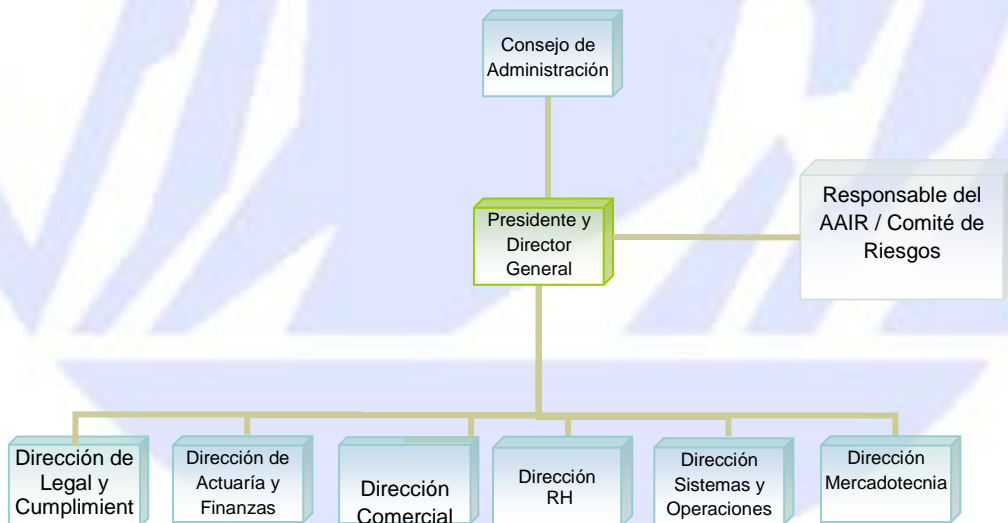 Consejo de
Administración
Presidente y
Director
General
Responsable del
AAIR / Comité de
Riesgos
Dirección de
Legal y
Cumplimient
Dirección de
Actuaría y
Finanzas
Dirección
Comercial
Dirección
RH
Dirección
Sistemas y
Operaciones
Dirección
Mercadotecnia